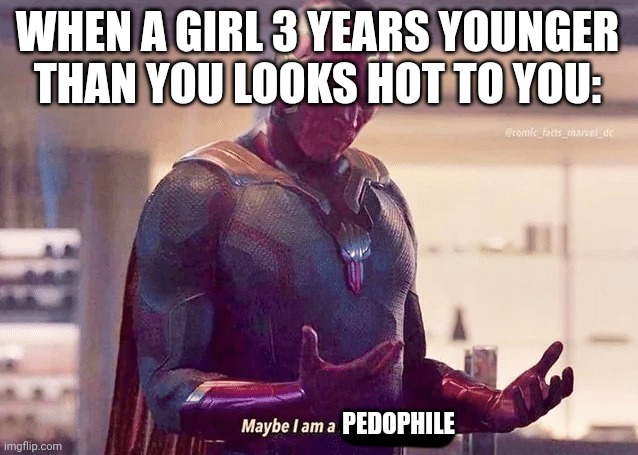 WHEN A GIRL 3 YEARS YOUNGER
THAN YOU LOOKS HOT TO YOU:
@comic_facts_marvel_dc
Maybe I am a PEDOPHILE
imgflip.com